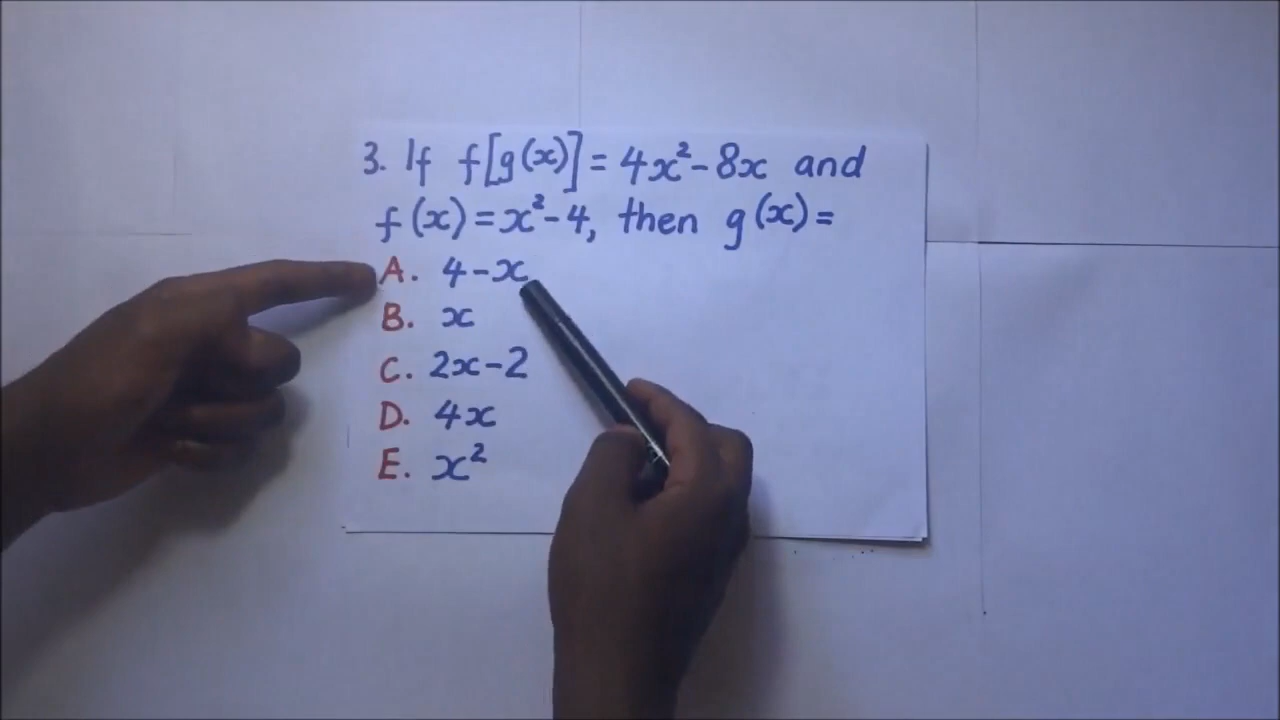 3. If f[g(x)] = 4x² - 8x and
f(x) = x² - 4, then g(x) =
A. 4 - x
B. x
C. 2x - 2
D. 4x
E. x²